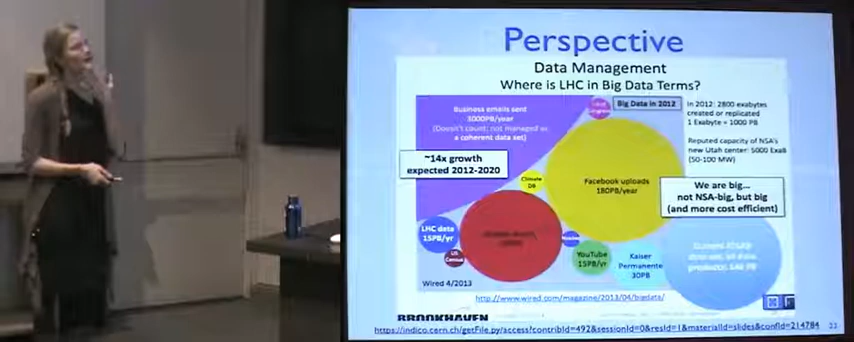 Perspective
Data Management
Where is LHC in Big Data Terms?
Business emails sent
3000PB/year
(Doesn't count; not managed as
a coherent data set)
Big Data in 2012
In 2012: 2800 exabytes
created or replicated
1 Exabyte = 1000 PB
Reputed capacity of NSA's
new Utah center: 5000 ExaB
(50-100 MW)
~14x growth
expected 2012-2020
Climate
DB
Facebook uploads
180PB/year
We are big...
not NSA-big, but big
(and more cost efficient)
LHC data
15PB/yr
US
Census
YouTube
15PB/yr
Kaiser
Permanente
30PB
Wired 4/2013
http://www.wired.com/magazine/2013/04/bigdata/
BROOKHAVEN
https://indico.cern.ch/getFile.py/access?contribId=492&sessionId=0&resId=1&materialId=slides&confId=214784